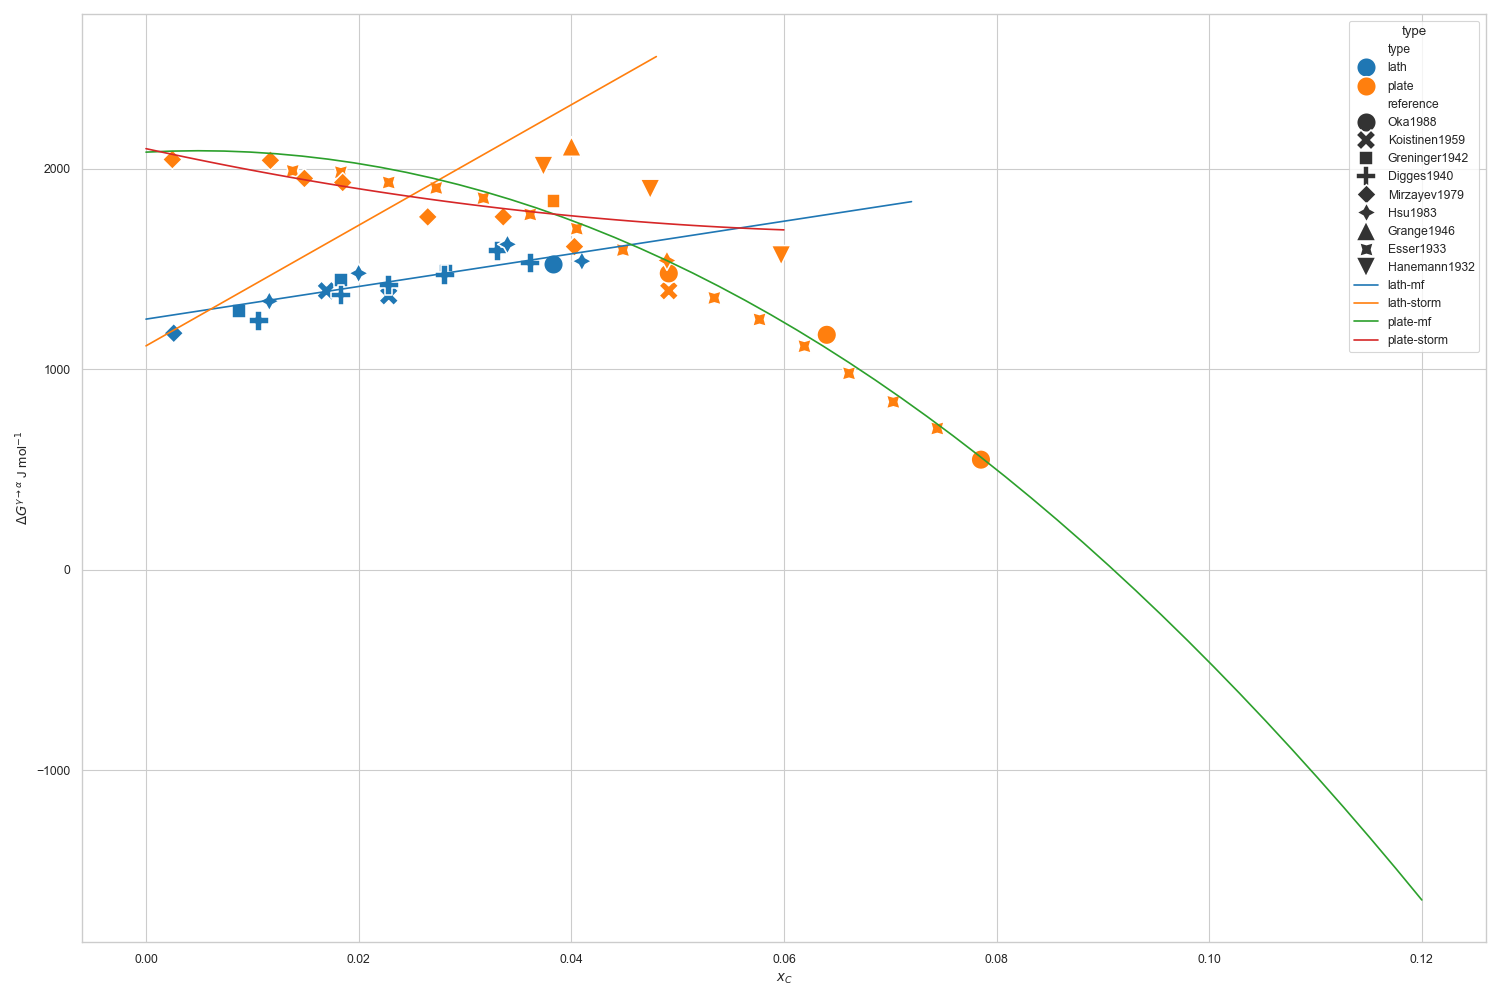 type
type
lath
plate
reference
Oka1988
Koistinen1959
Greninger1942
Digges1940
Mirzayev1979
Hsu1983
Grange1946
Esser1933
Hanemann1932
lath-mf
lath-storm
plate-mf
plate-storm
2000
1000
0
−1000
ΔG^{γ→α} J mol^{−1}
0.00 0.02 0.04 0.06 0.08 0.10 0.12
x_C